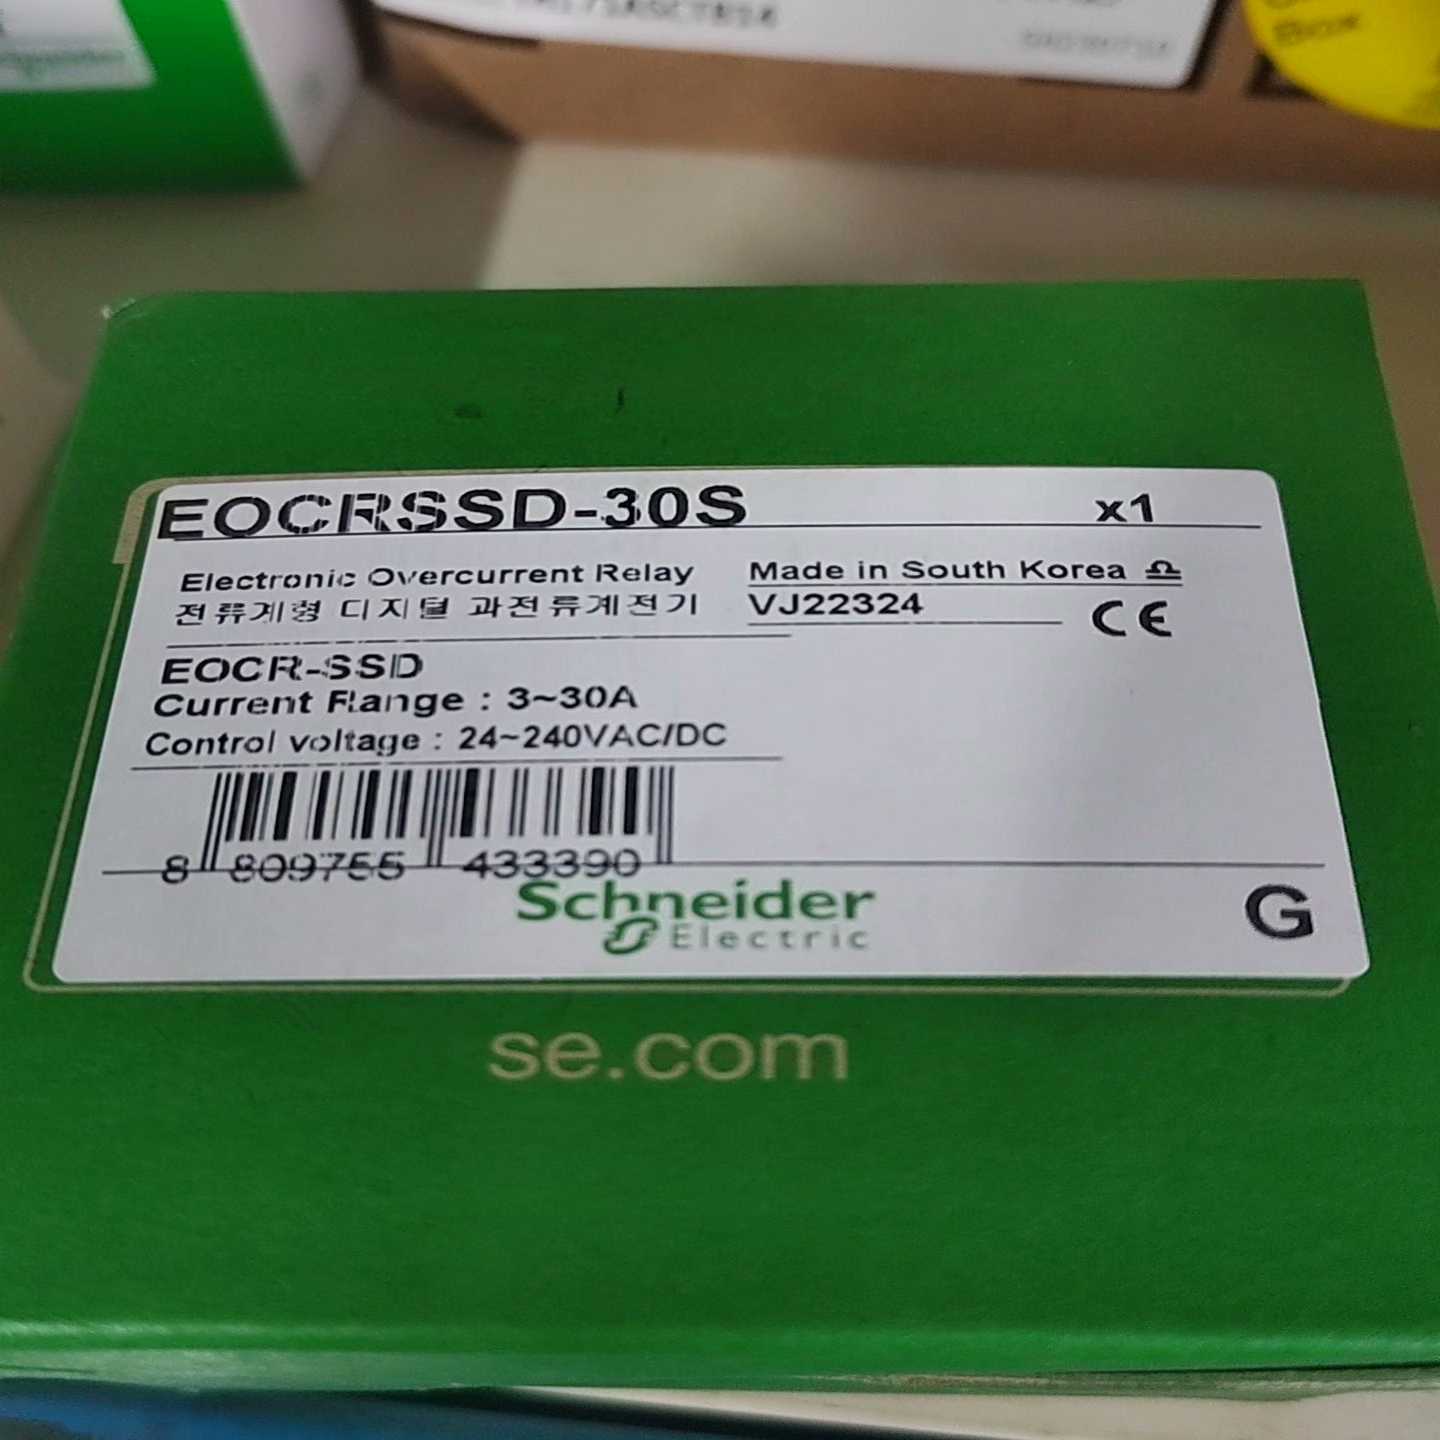 Box
EOCRSSD-30S x1
Electronic Overcurrent Relay Made in South Korea
전류계형 디지털 과전류계전기 VJ22324 CE
EOCR-SSD
Current Range : 3~30A
Control voltage : 24~240VAC/DC
8 809755 433390
Schneider
Electric G
se.com